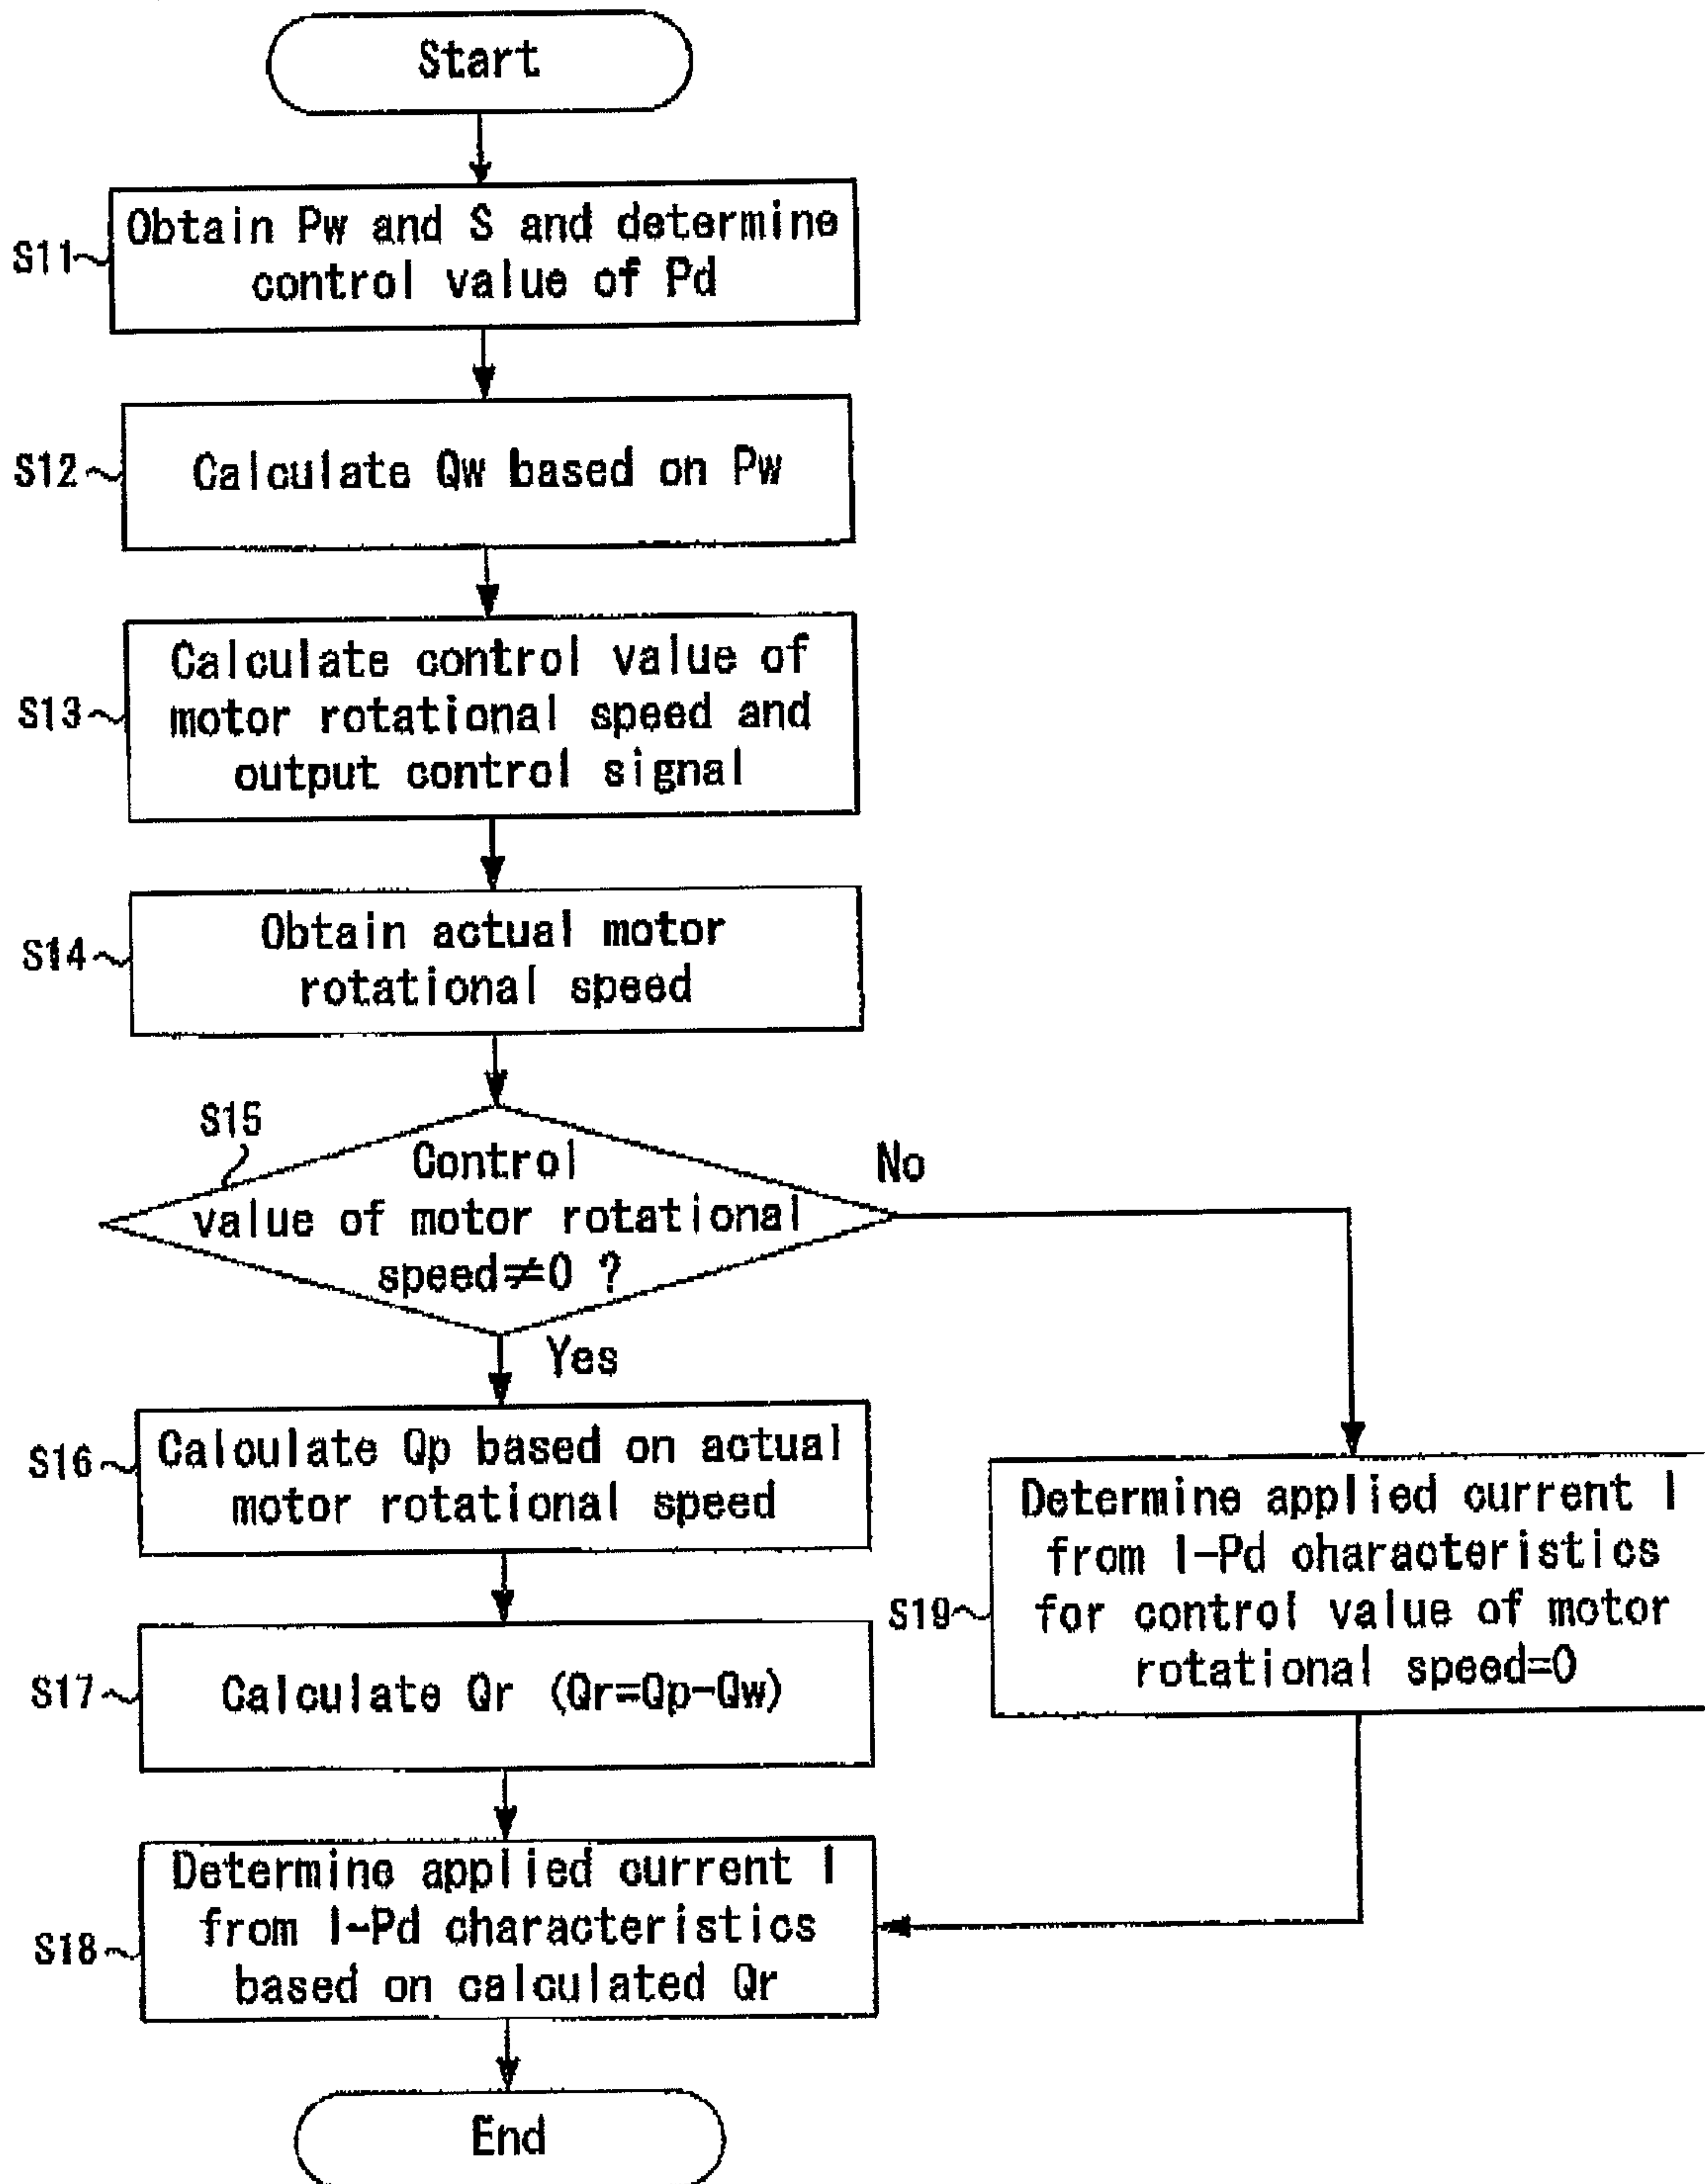 Start
S11
Obtain Pw and S and determine
control value of Pd
S12
Calculate Qw based on Pw
S13
Calculate control value of
motor rotational speed and
output control signal
S14
Obtain actual motor
rotational speed
S15
Control
value of motor rotational
speed≠0 ?
No
Yes
S16
Calculate Qp based on actual
motor rotational speed
S17
Calculate Qr (Qr=Qp-Qw)
S19
Determine applied current I
from I-Pd characteristics
for control value of motor
rotational speed=0
S18
Determine applied current I
from I-Pd characteristics
based on calculated Qr
End